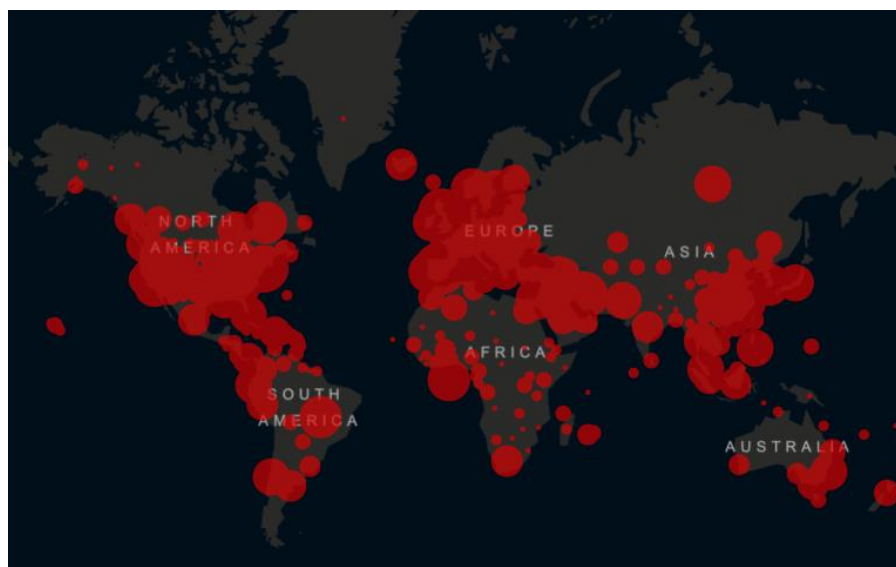 NORTH
AMERICA
EUROPE
ASIA
AFRICA
SOUTH
AMERICA
AUSTRALIA